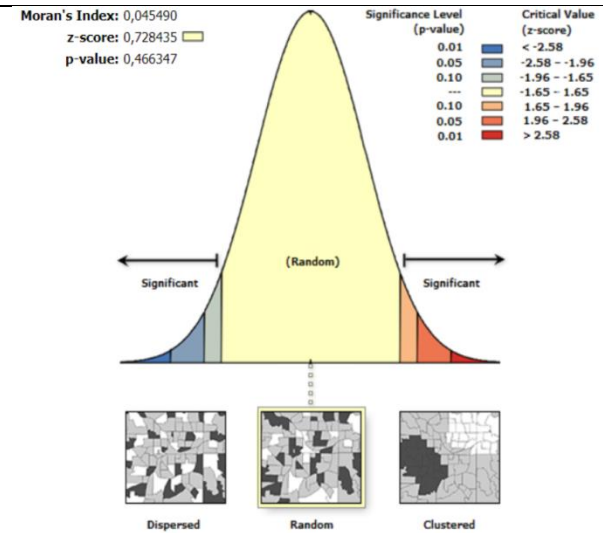 Moran's Index: 0,045490
z-score: 0,728435
p-value: 0,466347
Significance Level
(p-value)
Critical Value
(z-score)
0.01 < -2.58
0.05 -2.58 – -1.96
0.10 -1.96 – -1.65
--- -1.65 – 1.65
0.10 1.65 – 1.96
0.05 1.96 – 2.58
0.01 > 2.58
(Random)
Significant
Significant
Dispersed
Random
Clustered